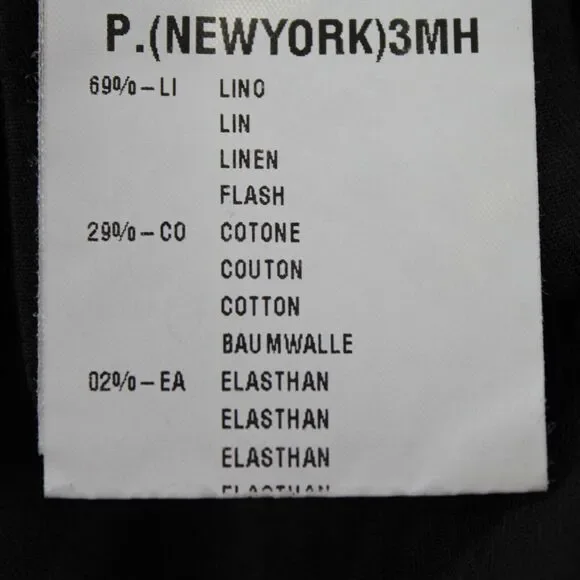 P.(NEWYORK)3MH
69%-LI LINO
LIN
LINEN
FLASH
29%-CO COTONE
COUTON
COTTON
BAUMWALLE
02%-EA ELASTHAN
ELASTHAN
ELASTHAN
ELASTHAN